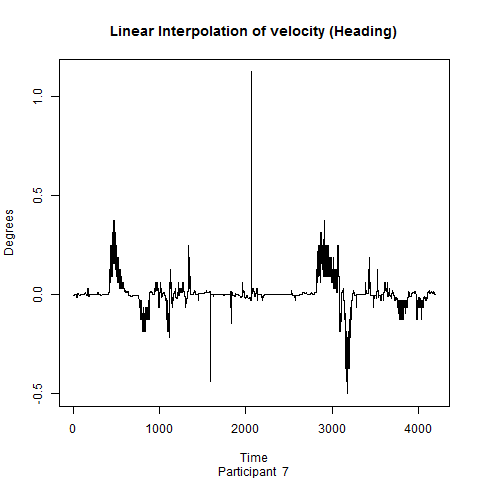 Linear Interpolation of velocity (Heading)
Degrees
1.0
0.5
0.0
-0.5
0 1000 2000 3000 4000
Time
Participant 7